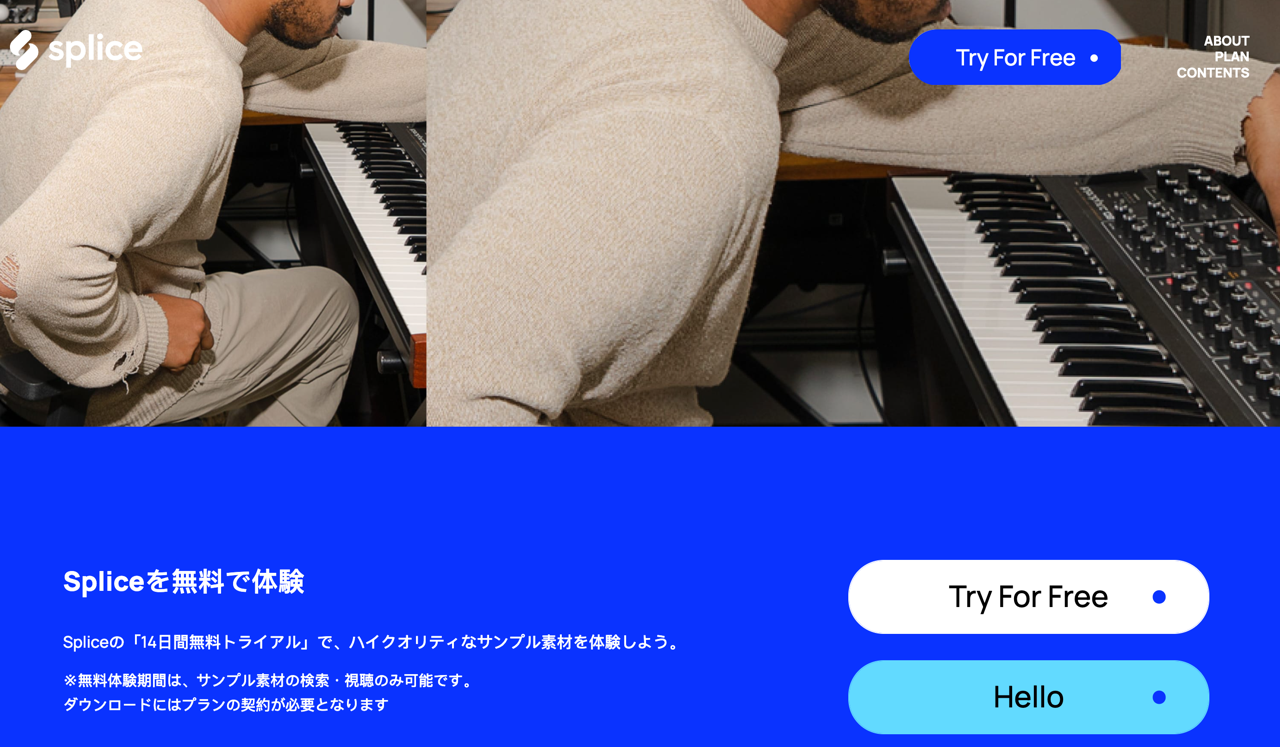 splice
Try For Free
ABOUT
PLAN
CONTENTS
Spliceを無料で体験
Spliceの「14日間無料トライアル」で、ハイクオリティなサンプル素材を体験しよう。
※無料体験期間は、サンプル素材の検索・視聴のみ可能です。
ダウンロードにはプランの契約が必要となります
Try For Free
Hello